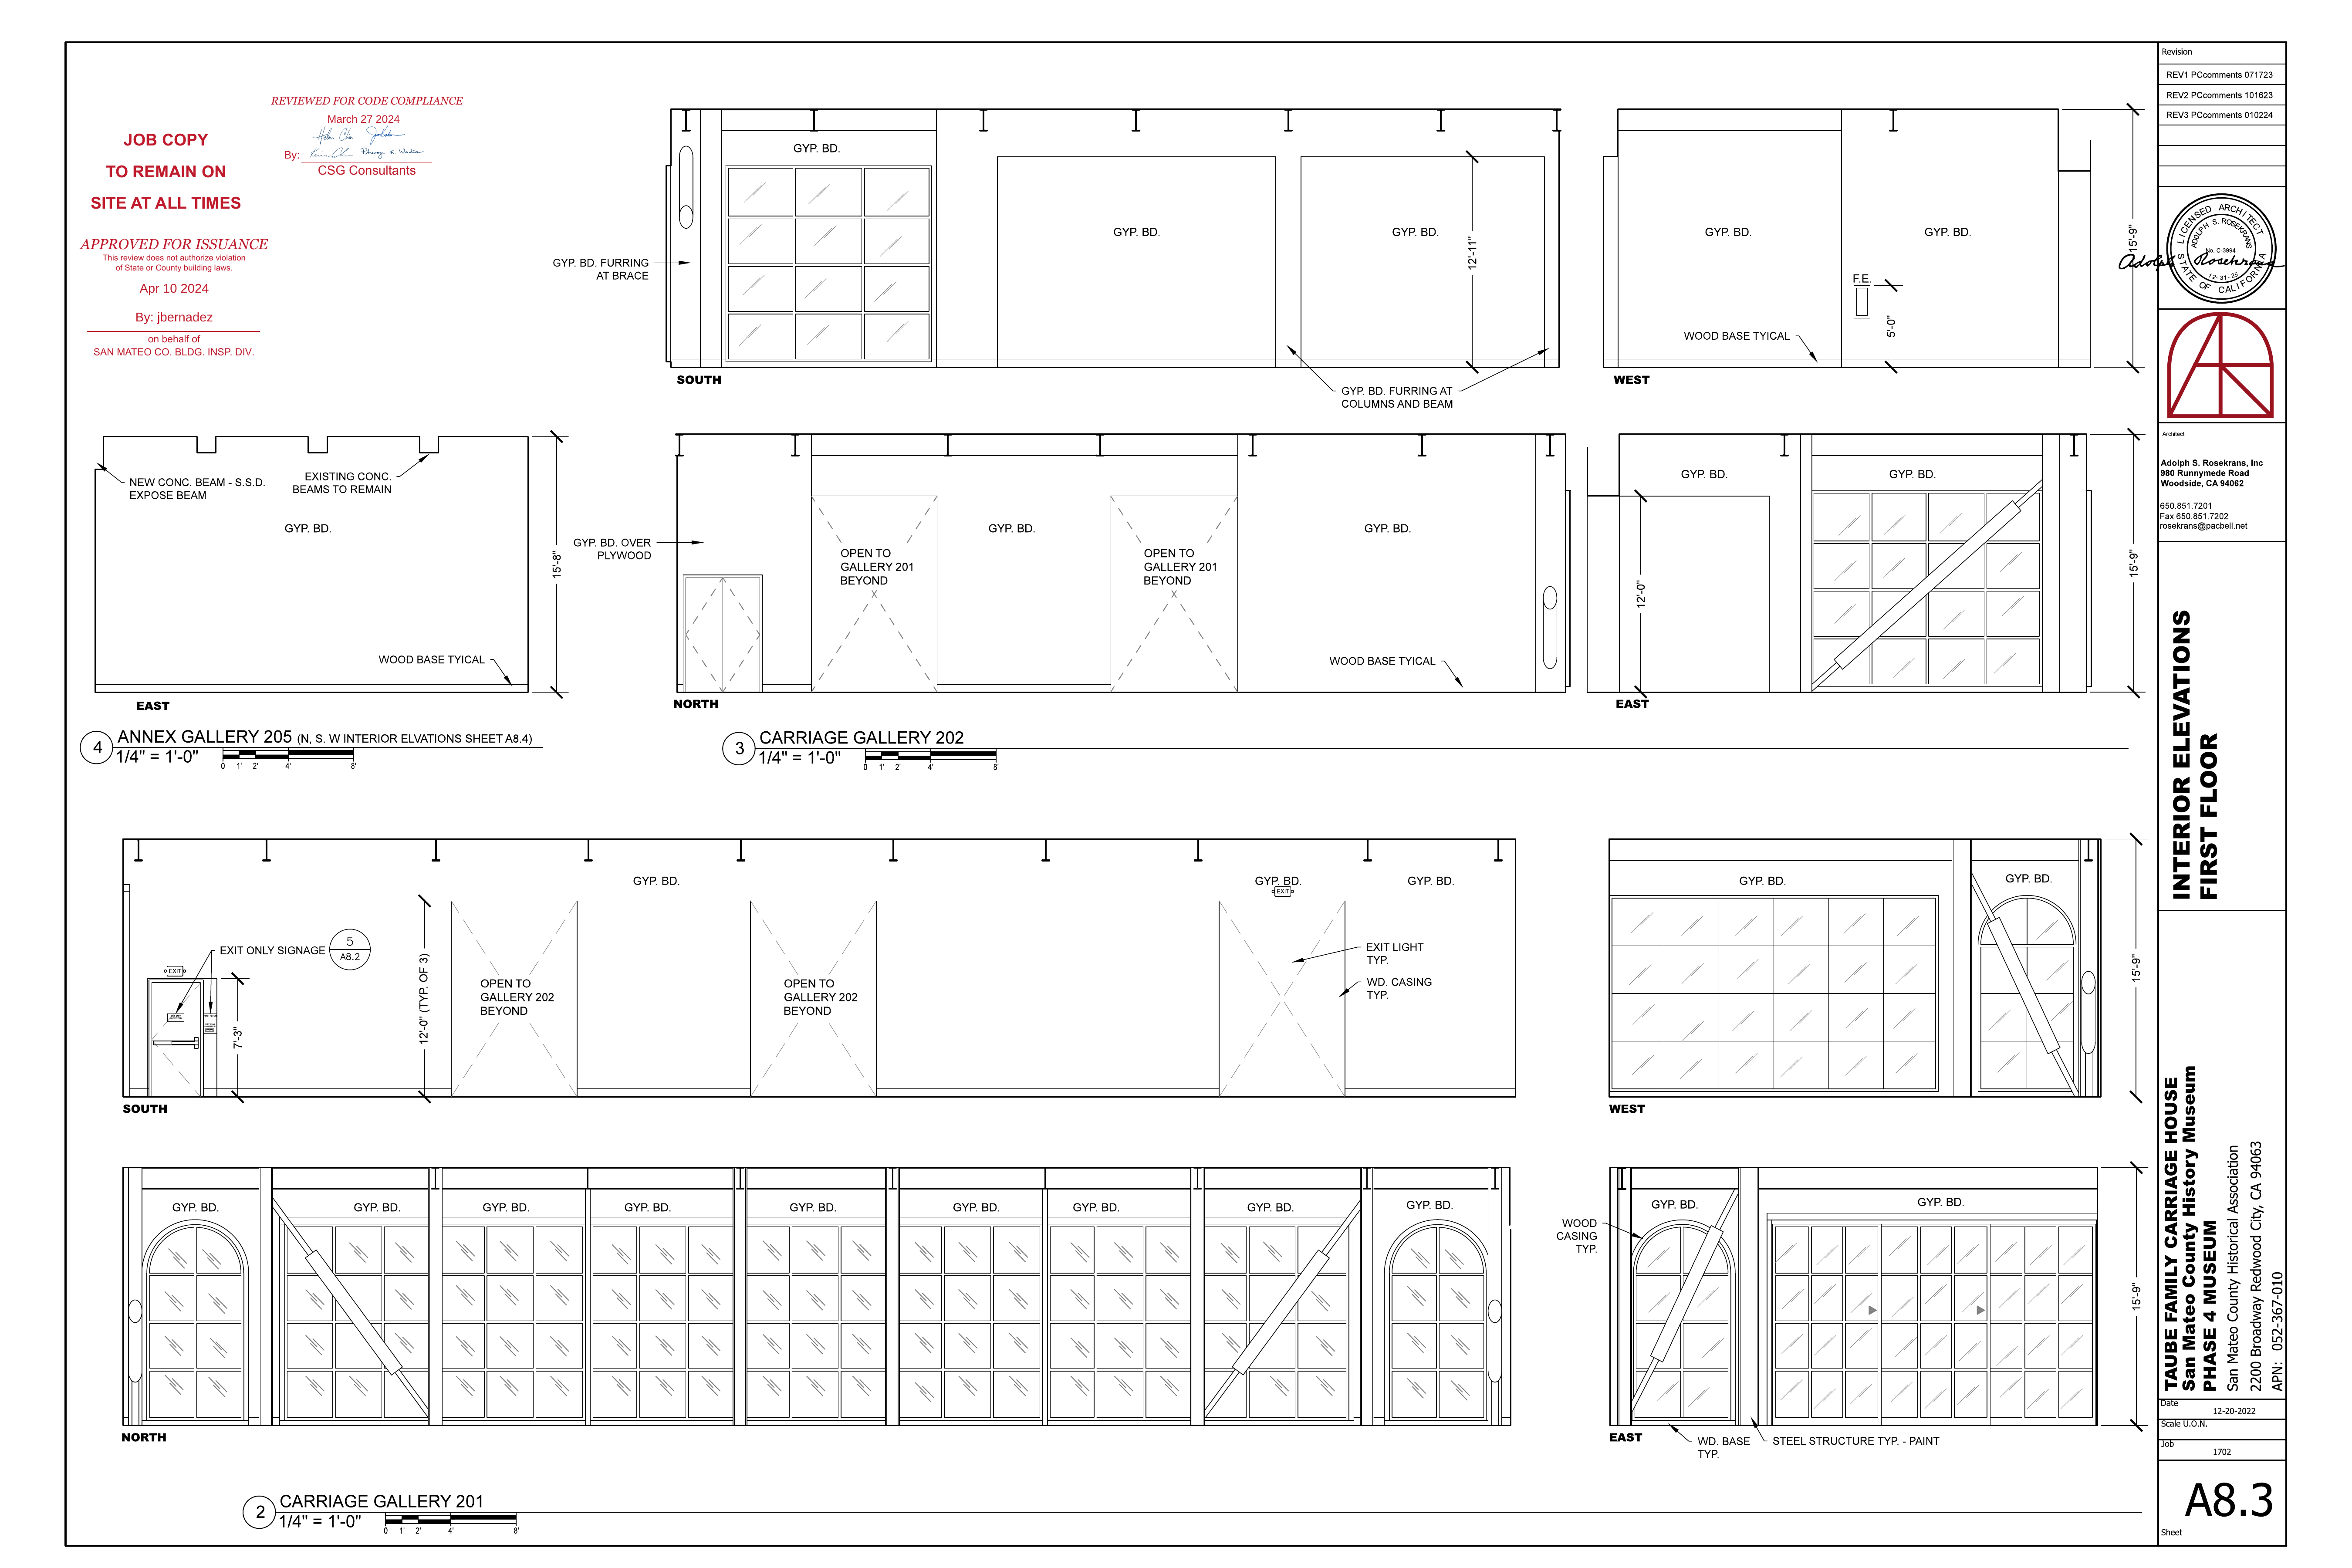 JOB COPY
TO REMAIN ON
SITE AT ALL TIMES
REVIEWED FOR CODE COMPLIANCE
March 27 2024
By:
CSG Consultants
APPROVED FOR ISSUANCE
This review does not authorize violation
of State or County building laws.
Apr 10 2024
By: jbernadez
on behalf of
SAN MATEO CO. BLDG. INSP. DIV.
GYP. BD.
GYP. BD.
GYP. BD.
12'-11"
GYP. BD. FURRING
AT BRACE
SOUTH
GYP. BD. FURRING AT
COLUMNS AND BEAM
GYP. BD.
GYP. BD.
F.E.
5'-0"
WOOD BASE TYICAL
15'-9"
WEST
NEW CONC. BEAM - S.S.D.
EXPOSE BEAM
EXISTING CONC.
BEAMS TO REMAIN
GYP. BD.
WOOD BASE TYICAL
15'-8"
EAST
4
ANNEX GALLERY 205 (N, S. W INTERIOR ELVATIONS SHEET A8.4)
1/4" = 1'-0"
0 1' 2' 4' 8'
GYP. BD. OVER
PLYWOOD
OPEN TO
GALLERY 201
BEYOND
GYP. BD.
OPEN TO
GALLERY 201
BEYOND
GYP. BD.
WOOD BASE TYICAL
NORTH
GYP. BD.
GYP. BD.
12'-0"
15'-9"
EAST
3
CARRIAGE GALLERY 202
1/4" = 1'-0"
0 1' 2' 4' 8'
GYP. BD.
GYP. BD.
GYP. BD.
EXIT
EXIT ONLY SIGNAGE
5
A8.2
EXIT
7'-3"
12'-0" (TYP. OF 3)
OPEN TO
GALLERY 202
BEYOND
OPEN TO
GALLERY 202
BEYOND
EXIT LIGHT
TYP.
WD. CASING
TYP.
SOUTH
GYP. BD.
GYP. BD.
15'-9"
WEST
GYP. BD.
GYP. BD.
GYP. BD.
GYP. BD.
GYP. BD.
GYP. BD.
GYP. BD.
GYP. BD.
GYP. BD.
NORTH
WOOD
CASING
TYP.
GYP. BD.
GYP. BD.
15'-9"
EAST
WD. BASE
TYP.
STEEL STRUCTURE TYP. - PAINT
2
CARRIAGE GALLERY 201
1/4" = 1'-0"
0 1' 2' 4' 8'
Revision
REV1 PCcomments 071723
REV2 PCcomments 101623
REV3 PCcomments 010224
LICENSED ARCHITECT
ADOLPH S. ROSEKRANS
No. C-3994
12-31-25
STATE OF CALIFORNIA
Adolph Rosekrans
Architect
Adolph S. Rosekrans, Inc
980 Runnymede Road
Woodside, CA 94062
650.851.7201
Fax 650.851.7202
rosekrans@pacbell.net
INTERIOR ELEVATIONS
FIRST FLOOR
TAUBE FAMILY CARRIAGE HOUSE
San Mateo County History Museum
PHASE 4 MUSEUM
San Mateo County Historical Association
2200 Broadway Redwood City, CA 94063
APN: 052-367-010
Date
12-20-2022
Scale U.O.N.
Job
1702
A8.3
Sheet